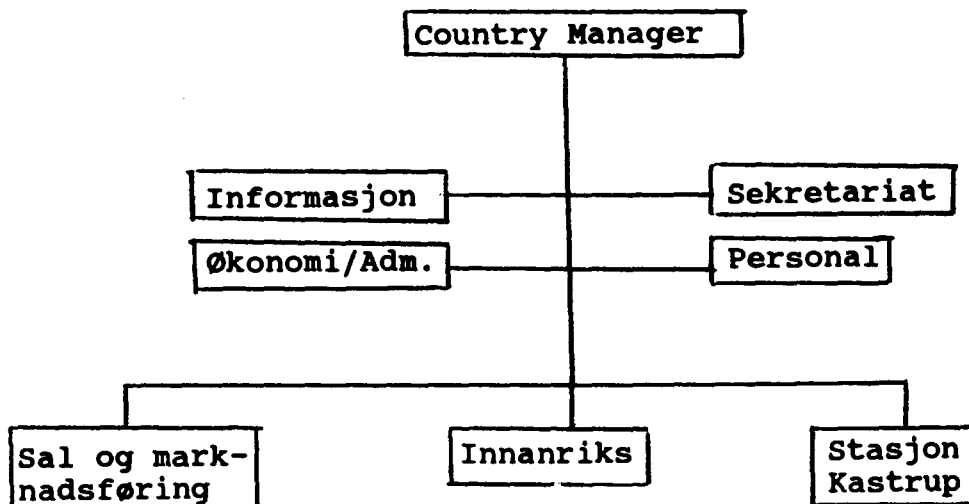 Country Manager
Informasjon
Sekretariat
Økonomi/Adm.
Personal
Sal og mark-
nadsføring
Innanriks
Stasjon
Kastrup